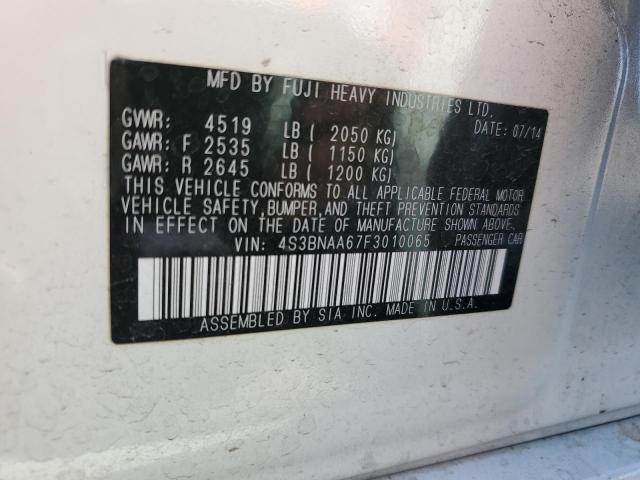 MFD BY FUJI HEAVY INDUSTRIES LTD.
DATE: 07/14
GVWR: 4519 LB ( 2050 KG)
GAWR: F 2535 LB ( 1150 KG)
GAWR: R 2645 LB ( 1200 KG)
THIS VEHICLE CONFORMS TO ALL APPLICABLE FEDERAL MOTOR
VEHICLE SAFETY, BUMPER, AND THEFT PREVENTION STANDARDS
IN EFFECT ON THE DATE OF MANUFACTURE SHOWN ABOVE.
VIN: 4S3BNAA67F3010065 PASSENGER CAR
ASSEMBLED BY SIA INC. MADE IN U.S.A.